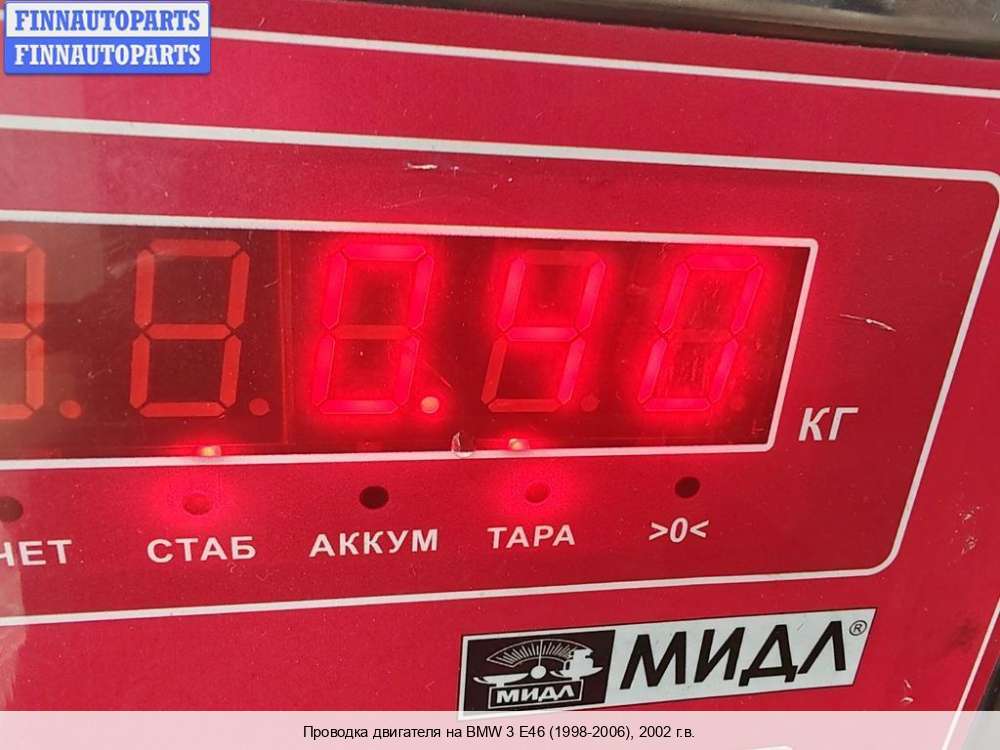 FINNAUTOPARTS
FINNAUTOPARTS
0.40
КГ
СТАБ
АККУМ
ТАРА
>0<
МИДЛ
МИДЛ®
Проводка двигателя на BMW 3 E46 (1998-2006), 2002 г.в.